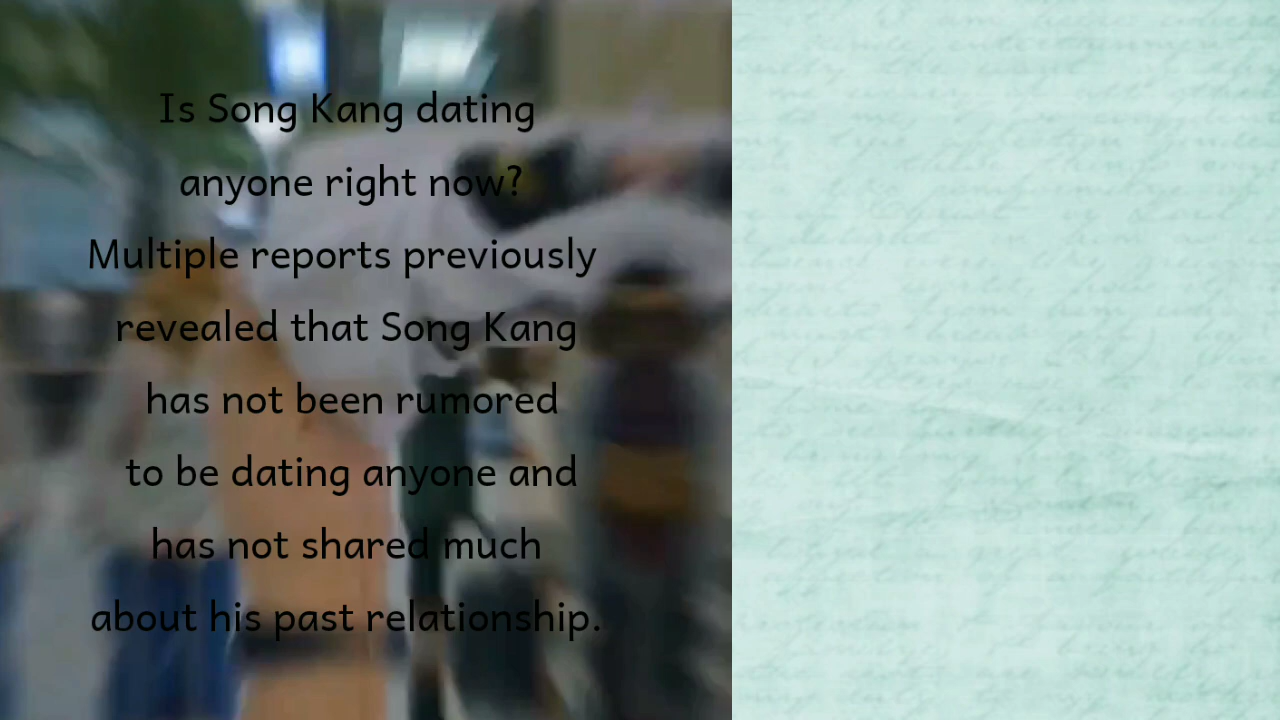 Is Song Kang dating
anyone right now?
Multiple reports previously
revealed that Song Kang
has not been rumored
to be dating anyone and
has not shared much
about his past relationship.